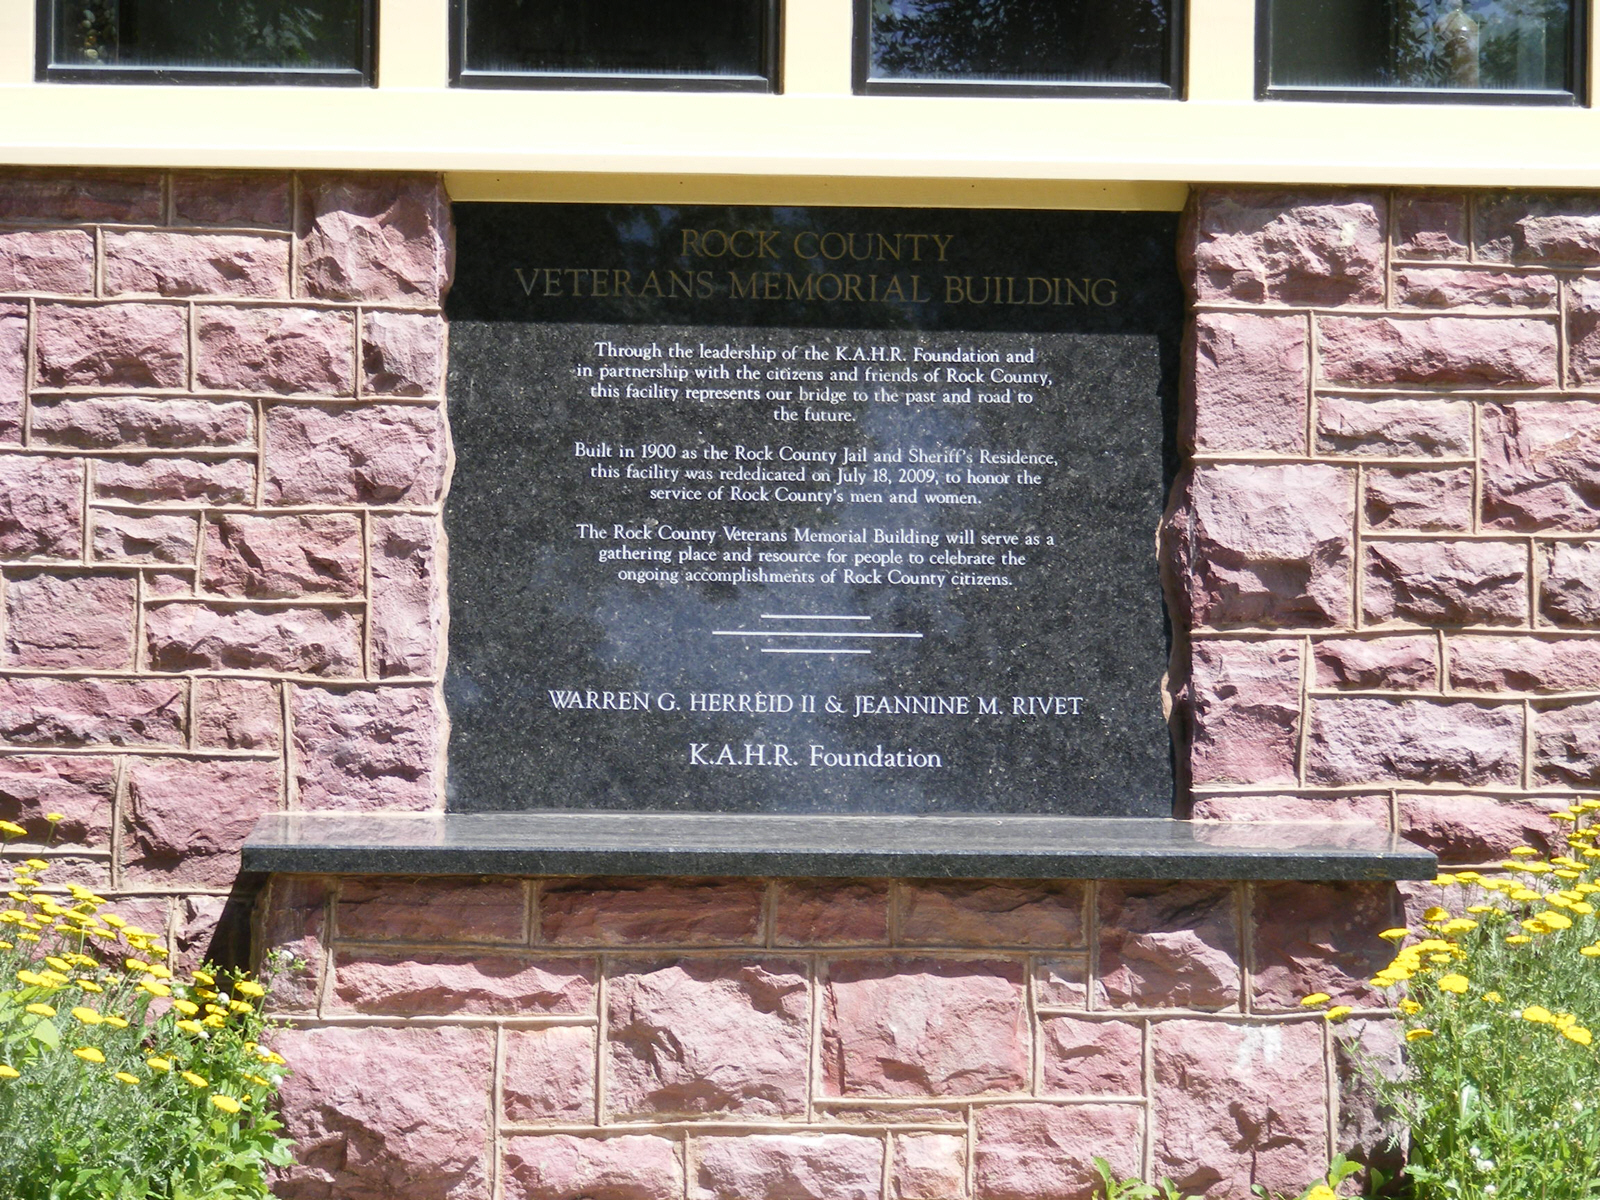 ROCK COUNTY
VETERANS MEMORIAL BUILDING
Through the leadership of the K.A.H.R. Foundation and
in partnership with the citizens and friends of Rock County,
this facility represents our bridge to the past and road to
the future.
Built in 1900 as the Rock County Jail and Sheriff's Residence,
this facility was rededicated on July 18, 2009, to honor the
service of Rock County's men and women.
The Rock County Veterans Memorial Building will serve as a
gathering place and resource for people to celebrate the
ongoing accomplishments of Rock County citizens.
WARREN G. HERREID II & JEANNINE M. RIVET
K.A.H.R. Foundation